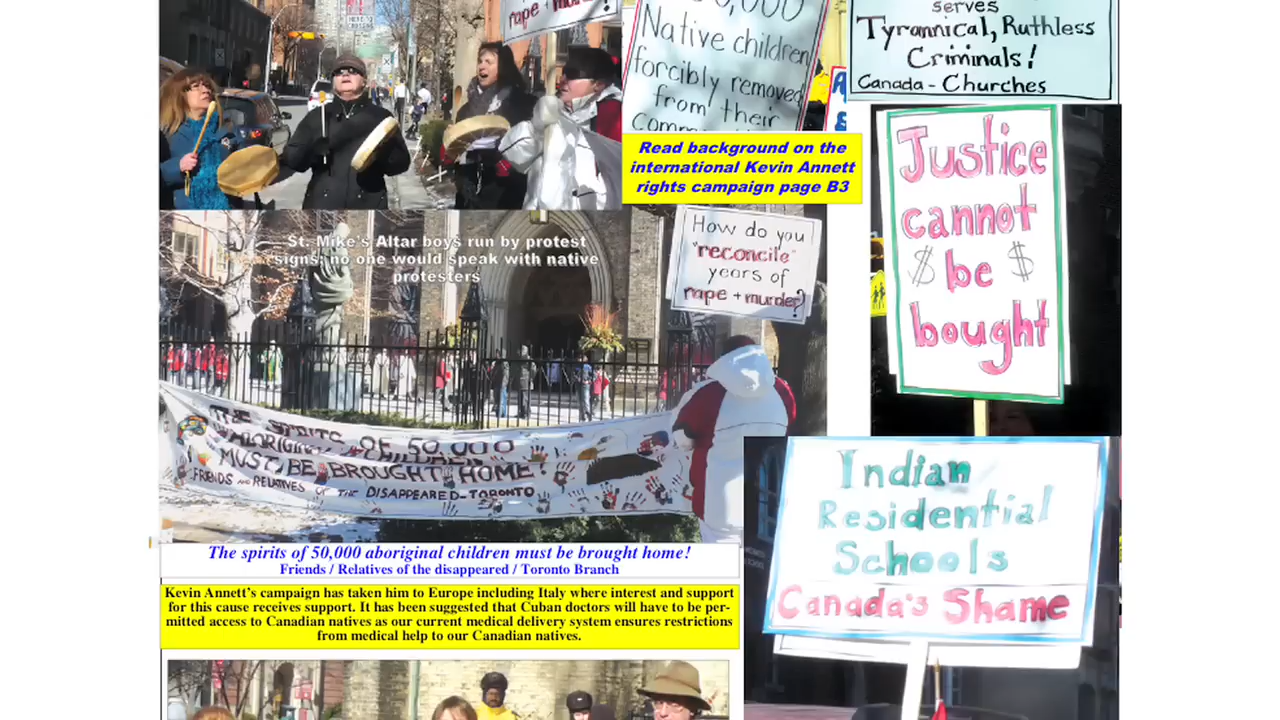 rape + mur
0,000
Native children
forcibly removed
from their
Comm
serves
Tyrannical, Ruthless
Criminals!
Canada - Churches
Read background on the
international Kevin Annett
rights campaign page B3
Justice
cannot
$ be $
bought
St. Mike's Altar boys run by protest
signs; no one would speak with native
protesters
How do you
"reconcile"
years of
rape + murder?
THE SPIRITS OF 50,000
ABORIGINAL CHILDREN
MUST BE BROUGHT HOME!
FRIENDS AND RELATIVES OF THE DISAPPEARED-TORONTO
Indian
Residential
Schools
Canada's Shame
The spirits of 50,000 aboriginal children must be brought home!
Friends / Relatives of the disappeared / Toronto Branch
Kevin Annett's campaign has taken him to Europe including Italy where interest and support
for this cause receives support. It has been suggested that Cuban doctors will have to be per-
mitted access to Canadian natives as our current medical delivery system ensures restrictions
from medical help to our Canadian natives.